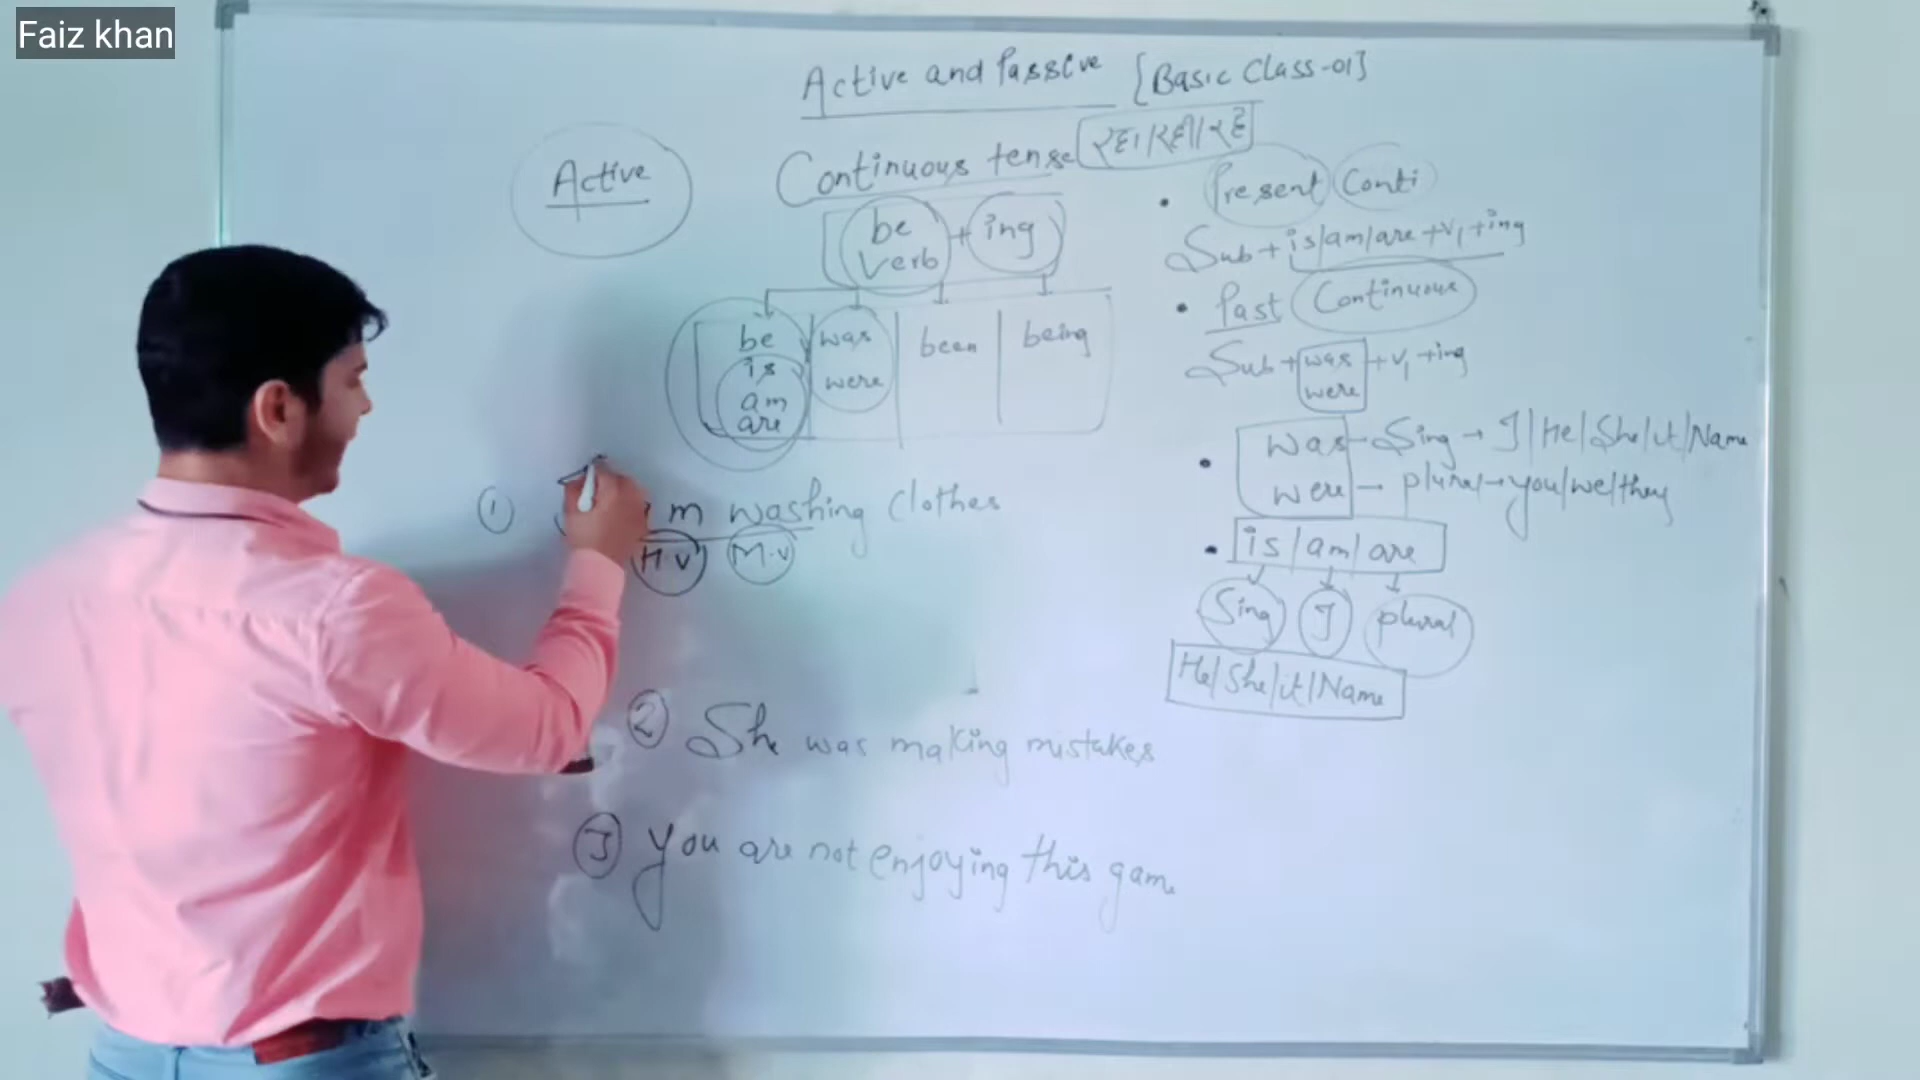 Faiz khan
Active and Passive [Basic Class-01]
Active
Continuous tense रहा/रही/रहे
be verb + ing
be
is
am
are
was
were
been
being
① m washing clothes
H.V M.V
② She was making mistakes
③ You are not enjoying this game
• Present Conti
Sub + is/am/are + V1 + ing
• Past Continuous
Sub + was were + V1 + ing
• was → Sing → I/He/She/it/Name
were → plural → you/we/they
• is/am/are
Sing I plural
He/She/it/Name